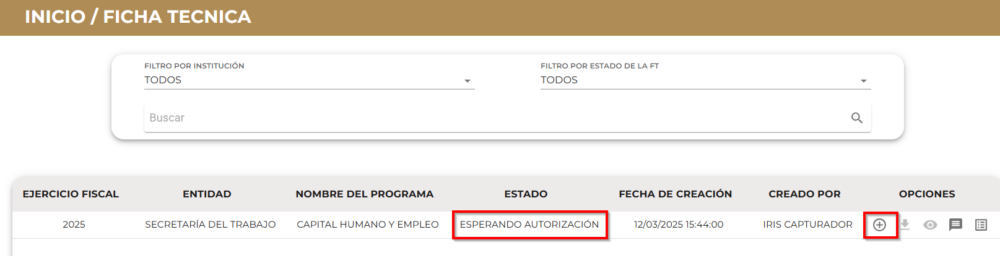 INICIO / FICHA TECNICA
FILTRO POR INSTITUCIÓN FILTRO POR ESTADO DE LA FT
TODOS TODOS
Buscar
EJERCICIO FISCAL ENTIDAD NOMBRE DEL PROGRAMA ESTADO FECHA DE CREACIÓN CREADO POR OPCIONES
2025 SECRETARÍA DEL TRABAJO CAPITAL HUMANO Y EMPLEO ESPERANDO AUTORIZACIÓN 12/03/2025 15:44:00 IRIS CAPTURADOR